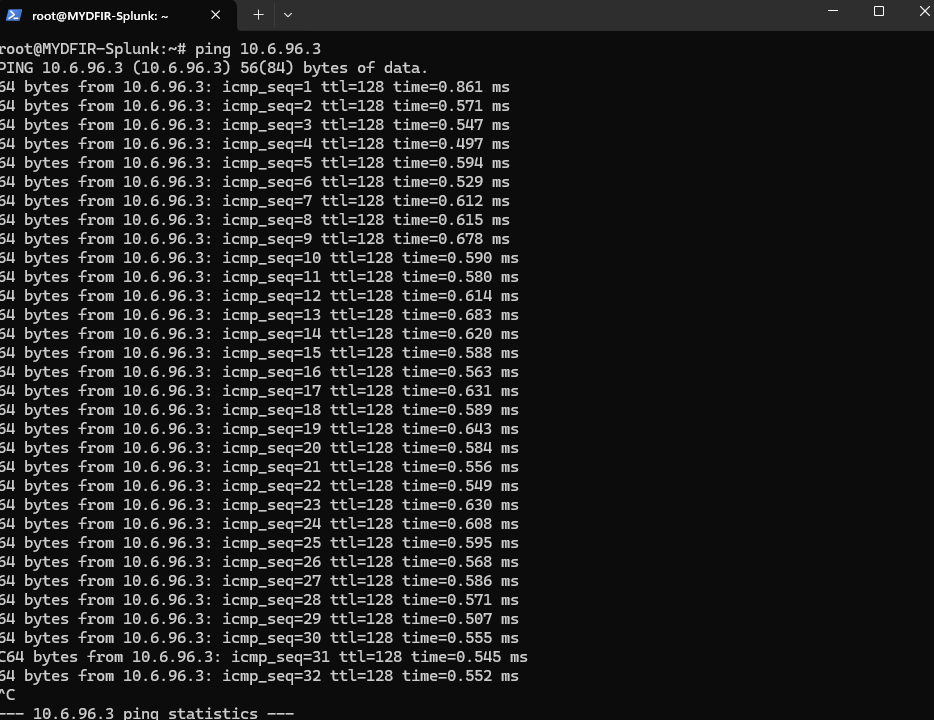 root@MYDFIR-Splunk: ~
root@MYDFIR-Splunk:~# ping 10.6.96.3
PING 10.6.96.3 (10.6.96.3) 56(84) bytes of data.
64 bytes from 10.6.96.3: icmp_seq=1 ttl=128 time=0.861 ms
64 bytes from 10.6.96.3: icmp_seq=2 ttl=128 time=0.571 ms
64 bytes from 10.6.96.3: icmp_seq=3 ttl=128 time=0.547 ms
64 bytes from 10.6.96.3: icmp_seq=4 ttl=128 time=0.497 ms
64 bytes from 10.6.96.3: icmp_seq=5 ttl=128 time=0.594 ms
64 bytes from 10.6.96.3: icmp_seq=6 ttl=128 time=0.529 ms
64 bytes from 10.6.96.3: icmp_seq=7 ttl=128 time=0.612 ms
64 bytes from 10.6.96.3: icmp_seq=8 ttl=128 time=0.615 ms
64 bytes from 10.6.96.3: icmp_seq=9 ttl=128 time=0.678 ms
64 bytes from 10.6.96.3: icmp_seq=10 ttl=128 time=0.590 ms
64 bytes from 10.6.96.3: icmp_seq=11 ttl=128 time=0.580 ms
64 bytes from 10.6.96.3: icmp_seq=12 ttl=128 time=0.614 ms
64 bytes from 10.6.96.3: icmp_seq=13 ttl=128 time=0.683 ms
64 bytes from 10.6.96.3: icmp_seq=14 ttl=128 time=0.620 ms
64 bytes from 10.6.96.3: icmp_seq=15 ttl=128 time=0.588 ms
64 bytes from 10.6.96.3: icmp_seq=16 ttl=128 time=0.563 ms
64 bytes from 10.6.96.3: icmp_seq=17 ttl=128 time=0.631 ms
64 bytes from 10.6.96.3: icmp_seq=18 ttl=128 time=0.589 ms
64 bytes from 10.6.96.3: icmp_seq=19 ttl=128 time=0.643 ms
64 bytes from 10.6.96.3: icmp_seq=20 ttl=128 time=0.584 ms
64 bytes from 10.6.96.3: icmp_seq=21 ttl=128 time=0.556 ms
64 bytes from 10.6.96.3: icmp_seq=22 ttl=128 time=0.549 ms
64 bytes from 10.6.96.3: icmp_seq=23 ttl=128 time=0.630 ms
64 bytes from 10.6.96.3: icmp_seq=24 ttl=128 time=0.608 ms
64 bytes from 10.6.96.3: icmp_seq=25 ttl=128 time=0.595 ms
64 bytes from 10.6.96.3: icmp_seq=26 ttl=128 time=0.568 ms
64 bytes from 10.6.96.3: icmp_seq=27 ttl=128 time=0.586 ms
64 bytes from 10.6.96.3: icmp_seq=28 ttl=128 time=0.571 ms
64 bytes from 10.6.96.3: icmp_seq=29 ttl=128 time=0.507 ms
64 bytes from 10.6.96.3: icmp_seq=30 ttl=128 time=0.555 ms
C64 bytes from 10.6.96.3: icmp_seq=31 ttl=128 time=0.545 ms
64 bytes from 10.6.96.3: icmp_seq=32 ttl=128 time=0.552 ms
^C
--- 10.6.96.3 ping statistics ---